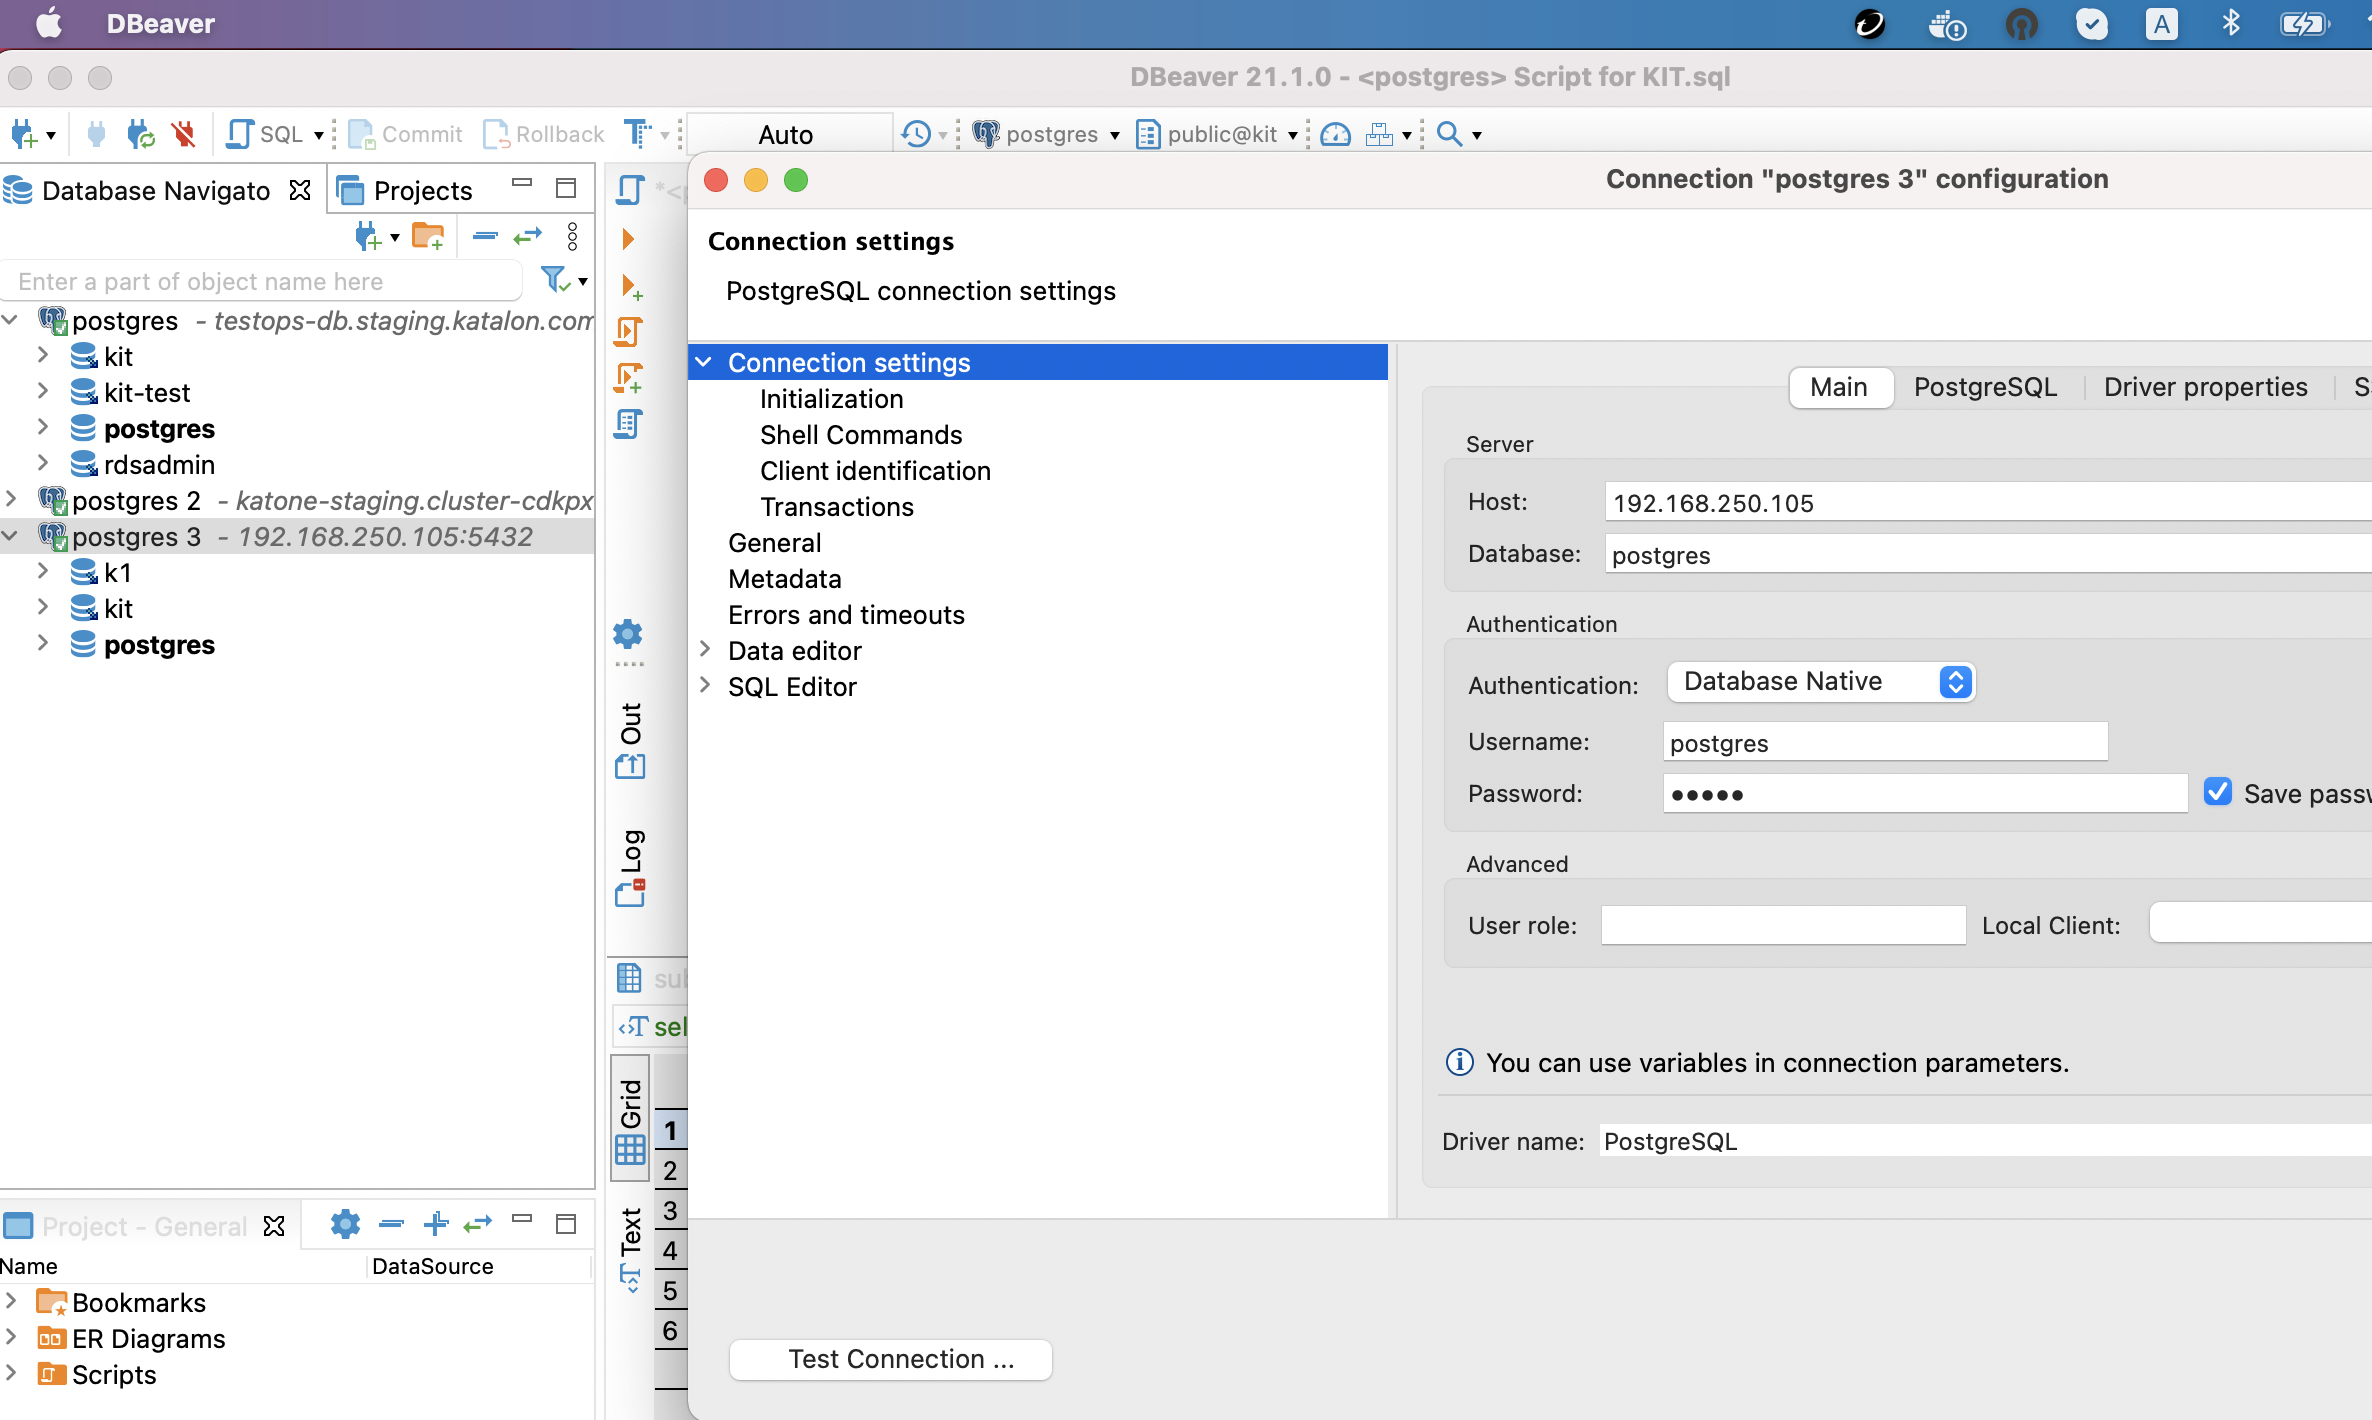 DBeaver
A
DBeaver 21.1.0 - <postgres> Script for KIT.sql
SQL Commit Rollback Auto postgres public@kit
Database Navigato Projects
Enter a part of object name here
postgres - testops-db.staging.katalon.com
kit
kit-test
postgres
rdsadmin
postgres 2 - katone-staging.cluster-cdkpx
postgres 3 - 192.168.250.105:5432
k1
kit
postgres
Project - General
Name DataSource
Bookmarks
ER Diagrams
Scripts
*<p
Out
Log
sub
sel
Grid
Text
1
2
3
4
5
6
Connection "postgres 3" configuration
Connection settings
PostgreSQL connection settings
Connection settings
Initialization
Shell Commands
Client identification
Transactions
General
Metadata
Errors and timeouts
Data editor
SQL Editor
Main PostgreSQL Driver properties S
Server
Host: 192.168.250.105
Database: postgres
Authentication
Authentication: Database Native
Username: postgres
Password: ••••• Save passw
Advanced
User role: Local Client:
You can use variables in connection parameters.
Driver name: PostgreSQL
Test Connection ...